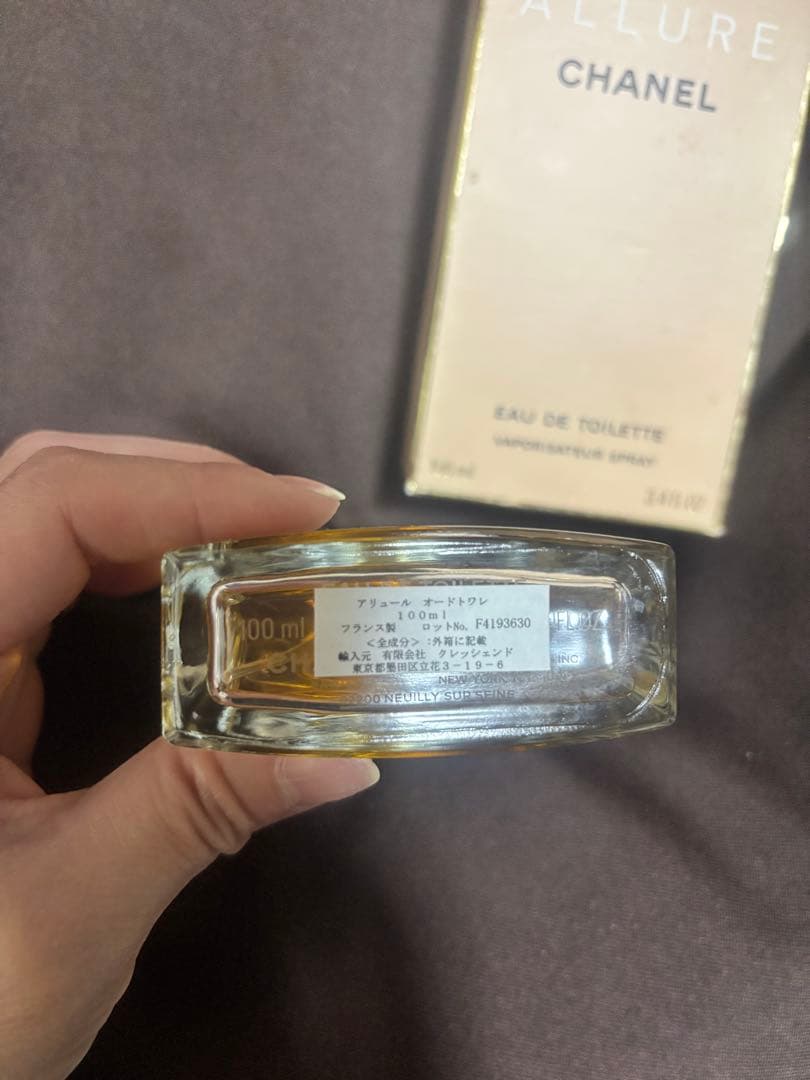 ALLURE
CHANEL
EAU DE TOILETTE
VAPORISATEUR SPRAY
100 ml
3.4 fl oz
100 ml
アリュール オードトワレ
100ml
フランス製 ロットNo. F4193630
<全成分>:外箱に記載
輸入元 有限会社 クレッシェンド
東京都墨田区立花3-19-6
INC
NEW YORK
NEUILLY SUR SEINE